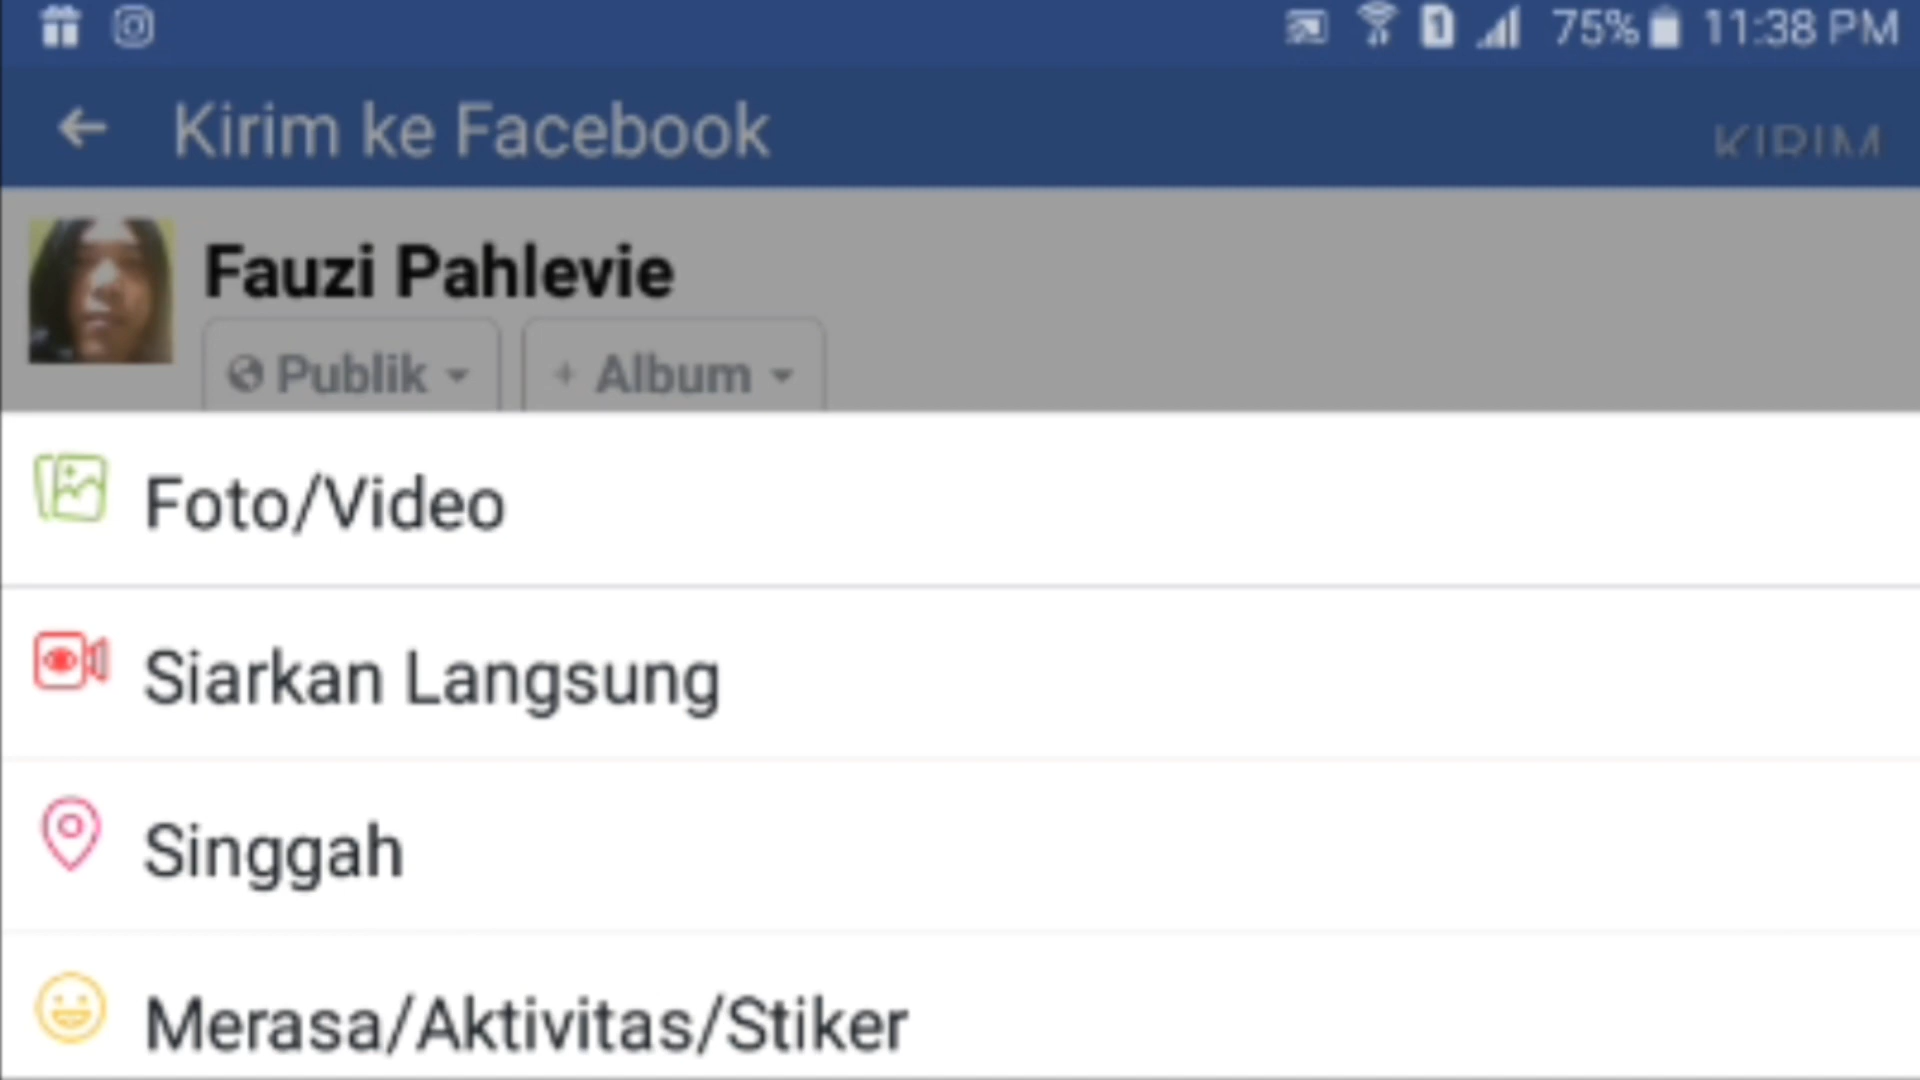 75% 11:38 PM
Kirim ke Facebook KIRIM
Fauzi Pahlevie
Publik + Album
Foto/Video
Siarkan Langsung
Singgah
Merasa/Aktivitas/Stiker